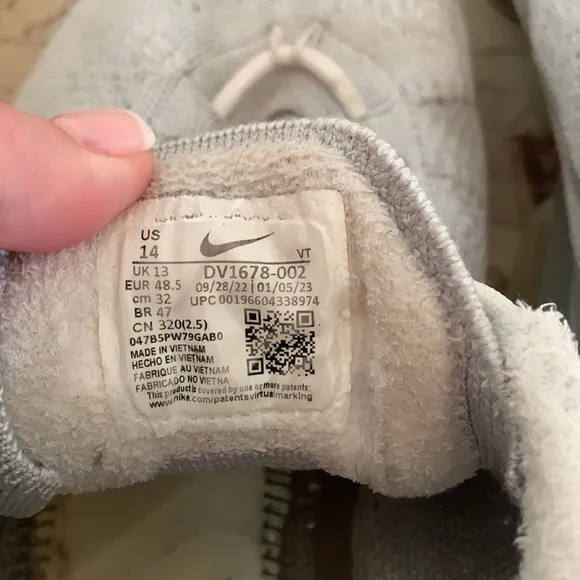 US
14
VT
UK 13
DV1678-002
EUR 48.5
09/28/22 | 01/05/23
cm 32
UPC 00196604338974
BR 47
CN 320(2.5)
047B5PW79GAB0
MADE IN VIETNAM
HECHO EN VIETNAM
FABRIQUE AU VIETNAM
FABRICADO NO VIETNA
This product is covered by one or more patents:
www.nike.com/patentsvirtualmarking